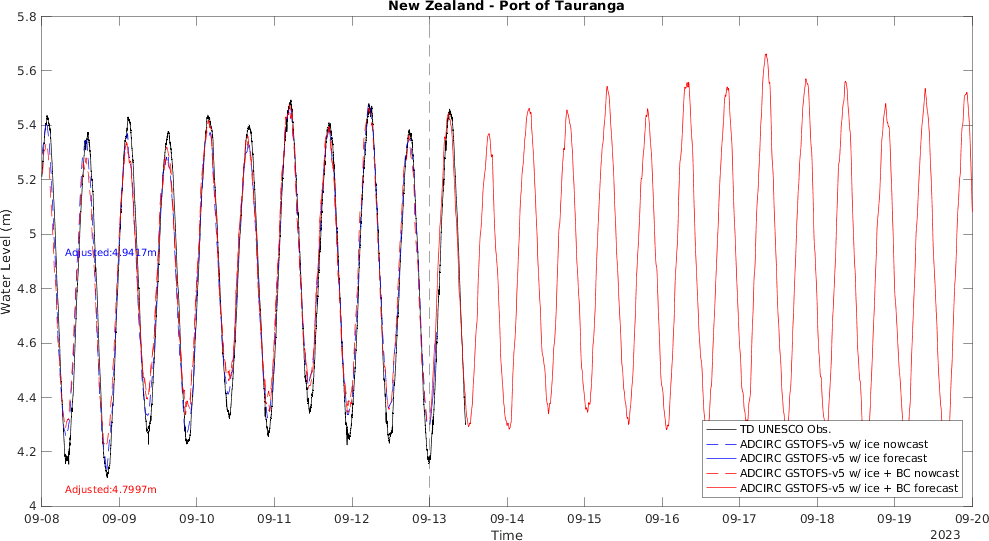 New Zealand - Port of Tauranga
5.8
5.6
5.4
5.2
5
4.8
4.6
4.4
4.2
4
Water Level (m)
Adjusted:4.9417m
Adjusted:4.7997m
TD UNESCO Obs.
ADCIRC GSTOFS-v5 w/ ice nowcast
ADCIRC GSTOFS-v5 w/ ice forecast
ADCIRC GSTOFS-v5 w/ ice + BC nowcast
ADCIRC GSTOFS-v5 w/ ice + BC forecast
09-08 09-09 09-10 09-11 09-12 09-13 09-14 09-15 09-16 09-17 09-18 09-19 09-20
Time
2023